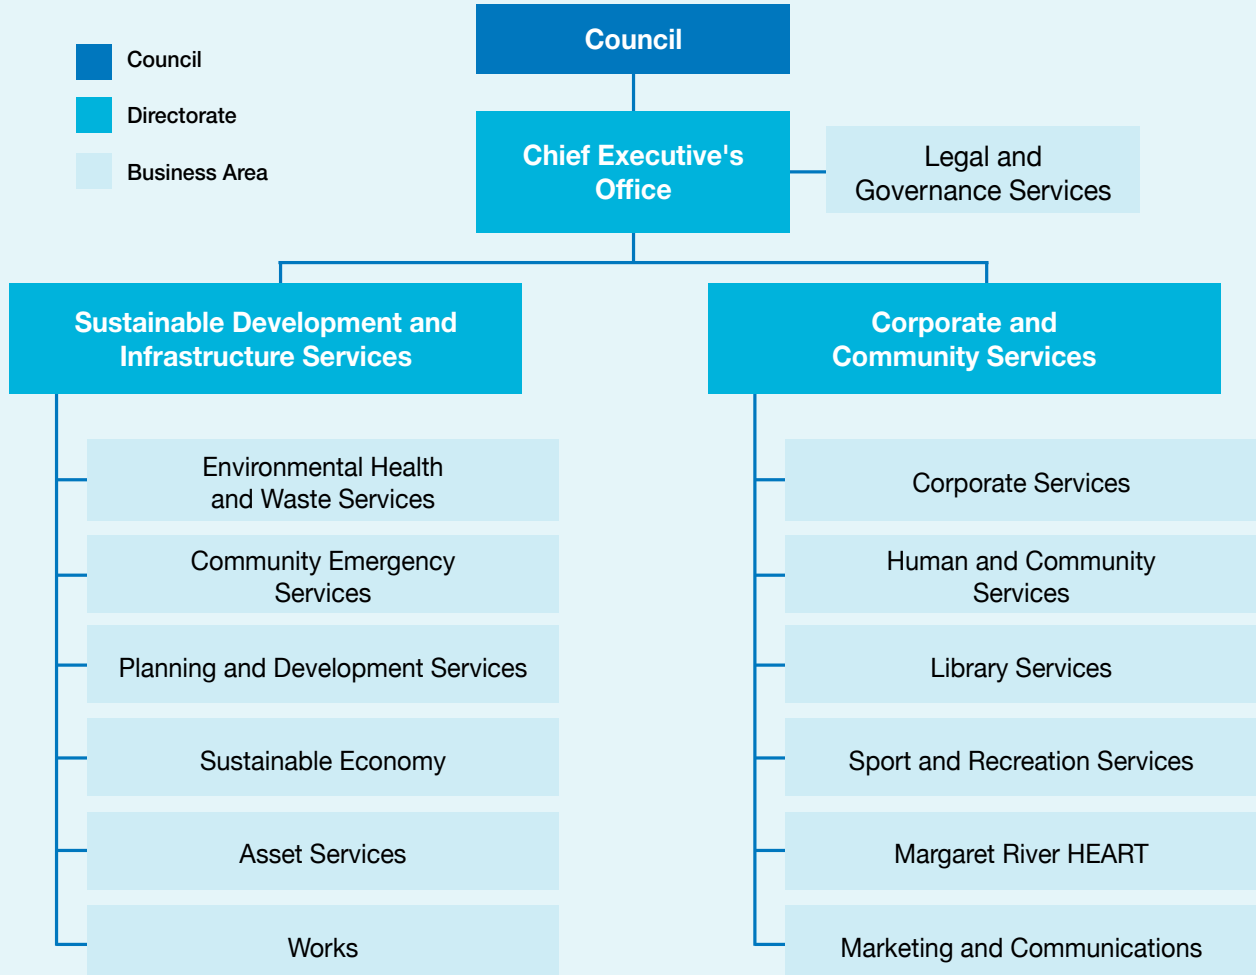 Council
Directorate
Business Area
Council
Chief Executive's
Office
Legal and
Governance Services
Sustainable Development and
Infrastructure Services
Environmental Health
and Waste Services
Community Emergency
Services
Planning and Development Services
Sustainable Economy
Asset Services
Works
Corporate and
Community Services
Corporate Services
Human and Community
Services
Library Services
Sport and Recreation Services
Margaret River HEART
Marketing and Communications